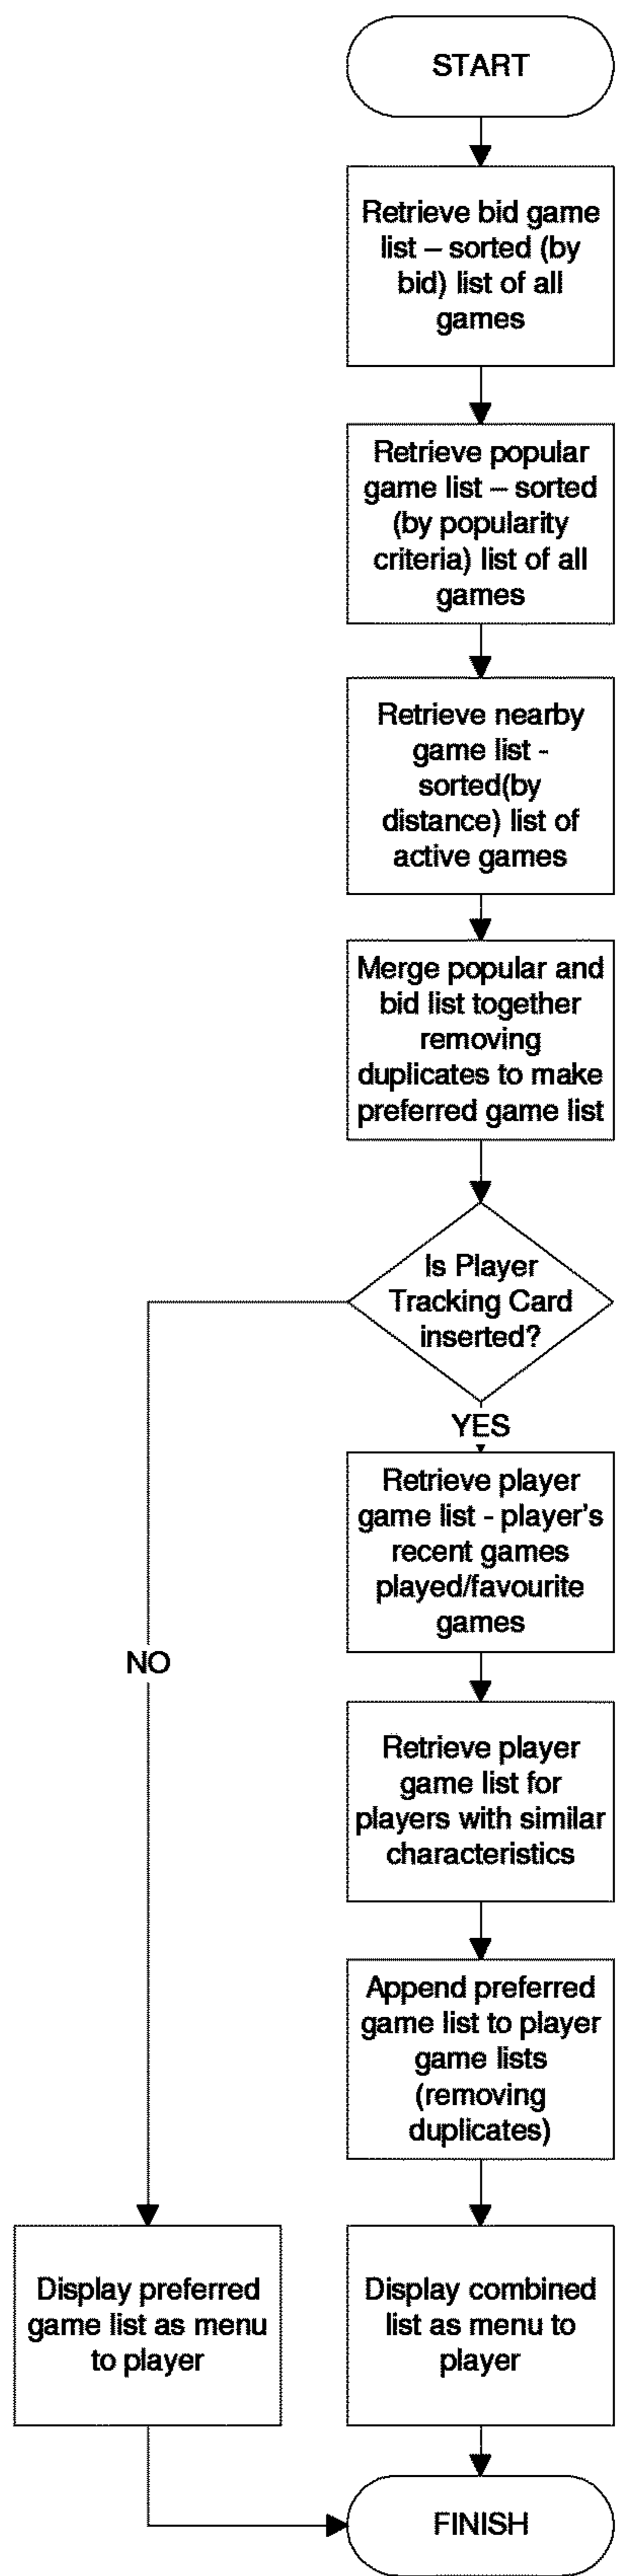 START
Retrieve bid game
list – sorted (by
bid) list of all
games
Retrieve popular
game list – sorted
(by popularity
criteria) list of all
games
Retrieve nearby
game list -
sorted(by
distance) list of
active games
Merge popular and
bid list together
removing
duplicates to make
preferred game list
Is Player
Tracking Card
inserted?
YES
Retrieve player
game list - player's
recent games
played/favourite
games
NO
Retrieve player
game list for
players with similar
characteristics
Append preferred
game list to player
game lists
(removing
duplicates)
Display preferred
game list as menu
to player
Display combined
list as menu to
player
FINISH